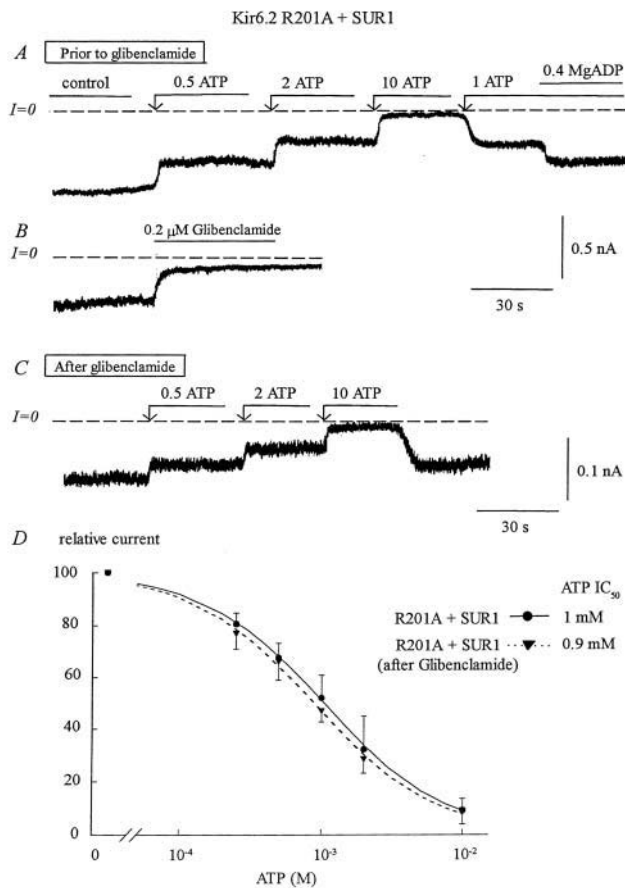 Kir6.2 R201A + SUR1
A Prior to glibenclamide
control 0.5 ATP 2 ATP 10 ATP 1 ATP 0.4 MgADP
I=0
B 0.2 μM Glibenclamide
I=0
0.5 nA
30 s
C After glibenclamide
0.5 ATP 2 ATP 10 ATP
I=0
0.1 nA
30 s
D relative current
ATP IC50
R201A + SUR1 1 mM
R201A + SUR1 0.9 mM
(after Glibenclamide)
100
80
60
40
20
0
0 10-4 10-3 10-2
ATP (M)